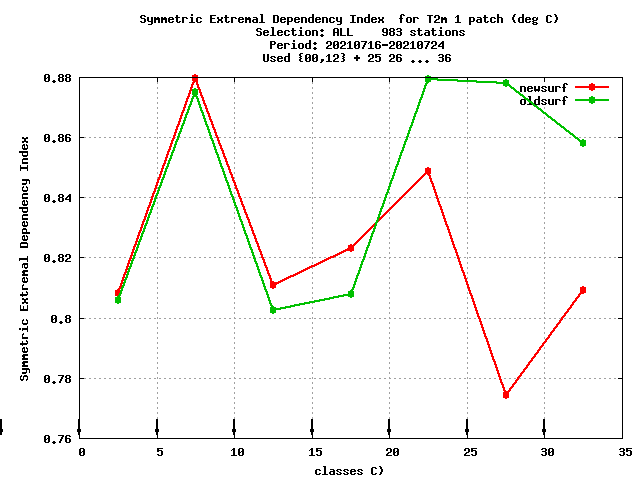 Symmetric Extremal Dependency Index  for T2m 1 patch (deg C)
Selection: ALL    983 stations
Period: 20210716-20210724
Used {00,12} + 25 26 ... 36
newsurf
oldsurf
Symmetric Extremal Dependency Index
0.88
0.86
0.84
0.82
0.8
0.78
0.76
0 5 10 15 20 25 30 35
classes C)